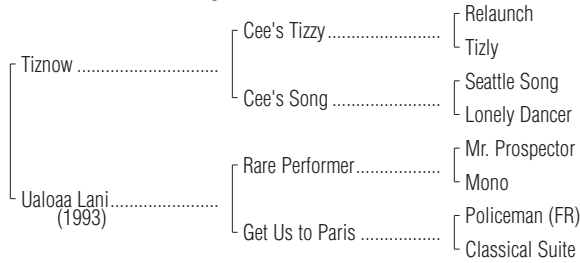 Relaunch
Cee's Tizzy
Tizly
Tiznow
Seattle Song
Cee's Song
Lonely Dancer
Mr. Prospector
Rare Performer
Mono
Ualoaa Lani
(1993)
Policeman (FR)
Get Us to Paris
Classical Suite